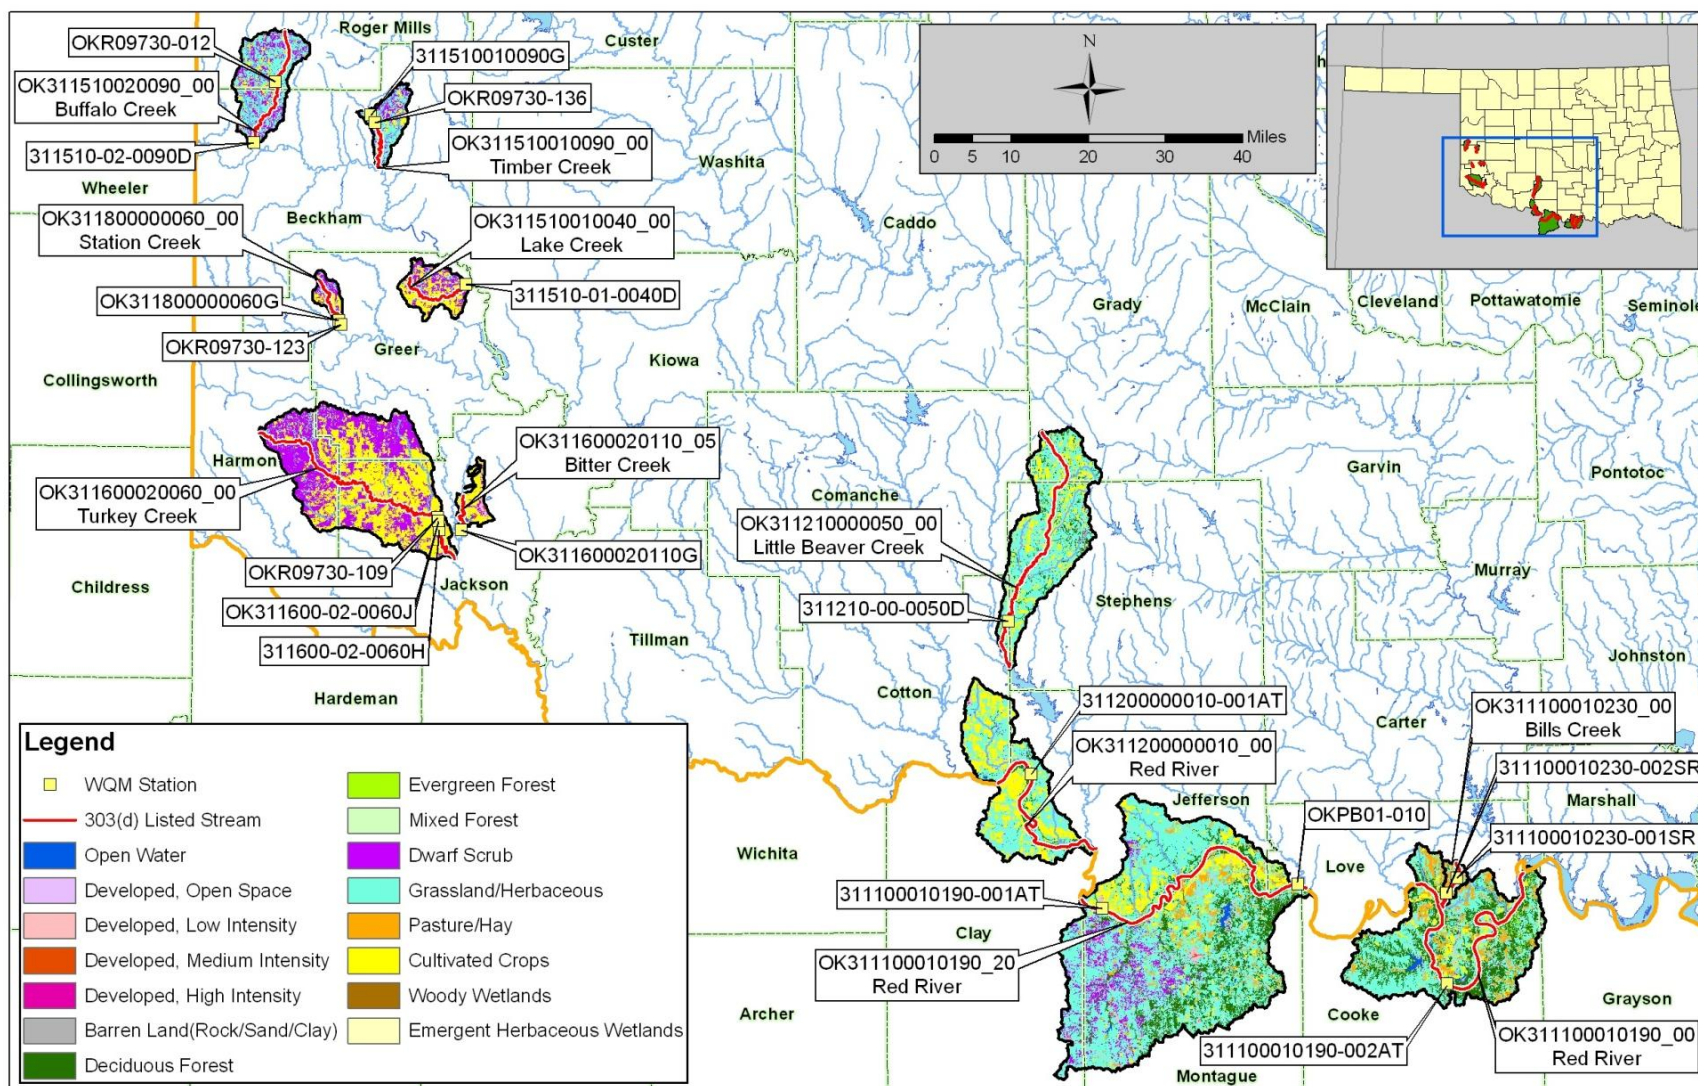 Roger Mills
Custer
OKR09730-012
311510010090G
OK311510020090_00
Buffalo Creek
OKR09730-136
311510-02-0090D
OK311510010090_00
Timber Creek
Washita
Wheeler
Beckham
OK311800000060_00
Station Creek
OK311510010040_00
Lake Creek
Caddo
OK311800000060G
311510-01-0040D
OKR09730-123
Greer
Kiowa
Collingsworth
Grady
McClain
Cleveland
Pottawatomie
Seminole
N
Miles
0 5 10 20 30 40
Harmon
OK311600020110_05
Bitter Creek
OK311600020060_00
Turkey Creek
OKR09730-109
OK311600020110G
Childress
Jackson
OK311600-02-0060J
311600-02-0060H
Tillman
Hardeman
Comanche
OK311210000050_00
Little Beaver Creek
311210-00-0050D
Stephens
Garvin
Pontotoc
Murray
Johnston
Cotton
311200000010-001AT
OK311200000010_00
Red River
Carter
OK311100010230_00
Bills Creek
311100010230-002SR
Jefferson
Marshall
OKPB01-010
311100010230-001SR
Wichita
Love
311100010190-001AT
Clay
OK311100010190_20
Red River
Archer
Cooke
Grayson
311100010190-002AT
OK311100010190_00
Red River
Montague
Legend
WQM Station
303(d) Listed Stream
Open Water
Developed, Open Space
Developed, Low Intensity
Developed, Medium Intensity
Developed, High Intensity
Barren Land(Rock/Sand/Clay)
Deciduous Forest
Evergreen Forest
Mixed Forest
Dwarf Scrub
Grassland/Herbaceous
Pasture/Hay
Cultivated Crops
Woody Wetlands
Emergent Herbaceous Wetlands